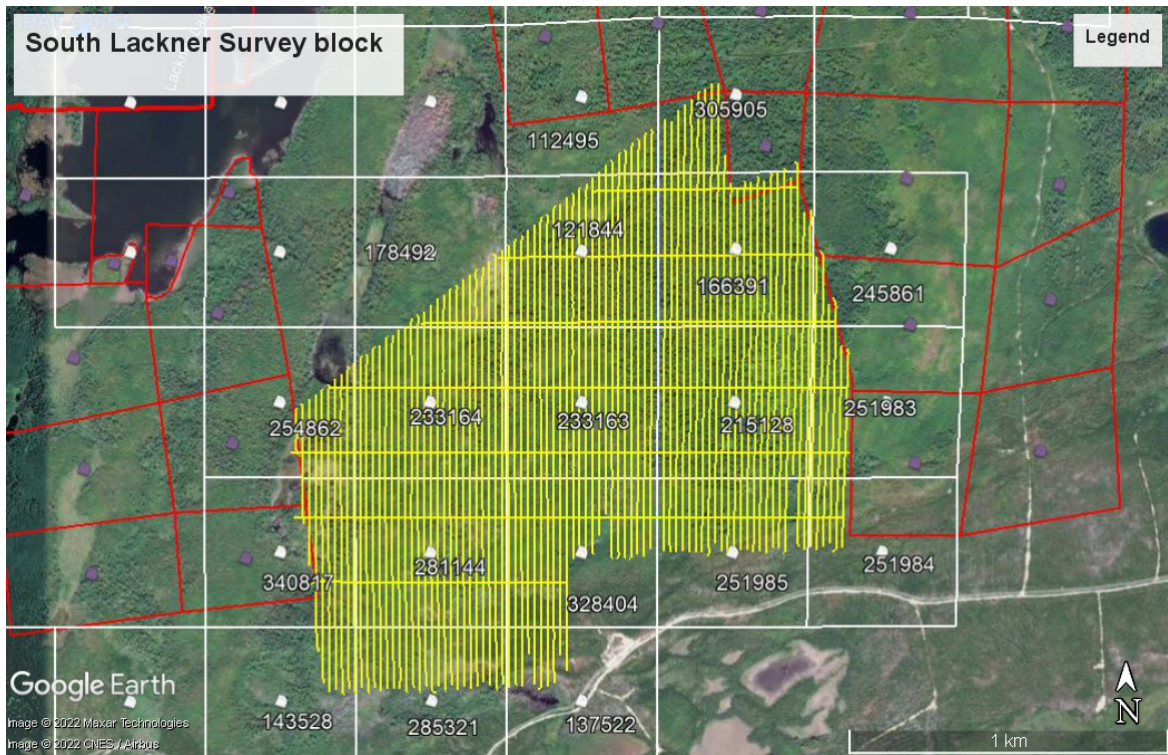 South Lackner Survey block
Legend
305905
112495
121844
178492
166391
245861
254862
233164
233163
215128
251983
340817
281144
328404
251985
251984
143528
285321
137522
Google Earth
Image © 2022 Maxar Technologies
Image © 2022 CNES / Airbus
N
1 km